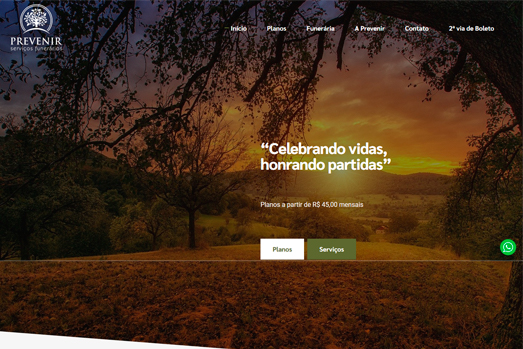 PREVENIR
serviços funerários
Início Planos Funerária A Prevenir Contato 2ª via de Boleto
“Celebrando vidas,
honrando partidas”
Planos a partir de R$ 45,00 mensais
Planos Serviços